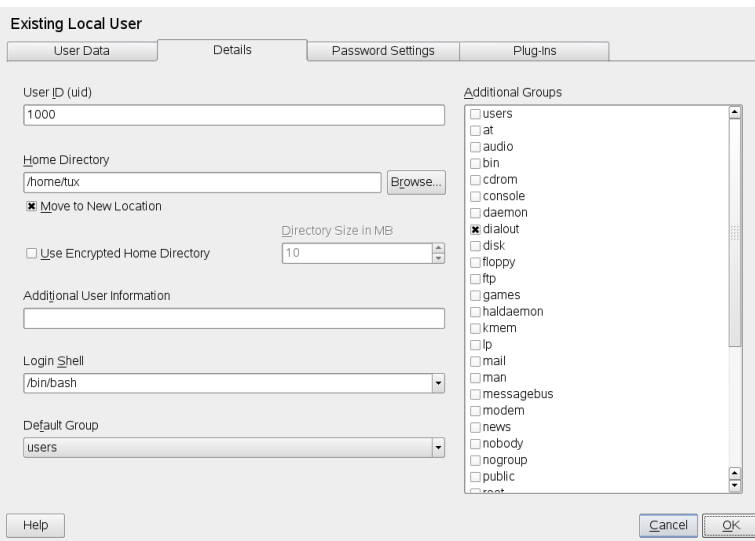 Existing Local User
User Data
Details
Password Settings
Plug-Ins
User ID (uid)
1000
Home Directory
/home/tux
Browse...
Move to New Location
Directory Size in MB
Use Encrypted Home Directory
10
Additional User Information
Login Shell
/bin/bash
Default Group
users
Additional Groups
users
at
audio
bin
cdrom
console
daemon
dialout
disk
floppy
ftp
games
haldaemon
kmem
lp
mail
man
messagebus
modem
news
nobody
nogroup
public
root
Help
Cancel
OK